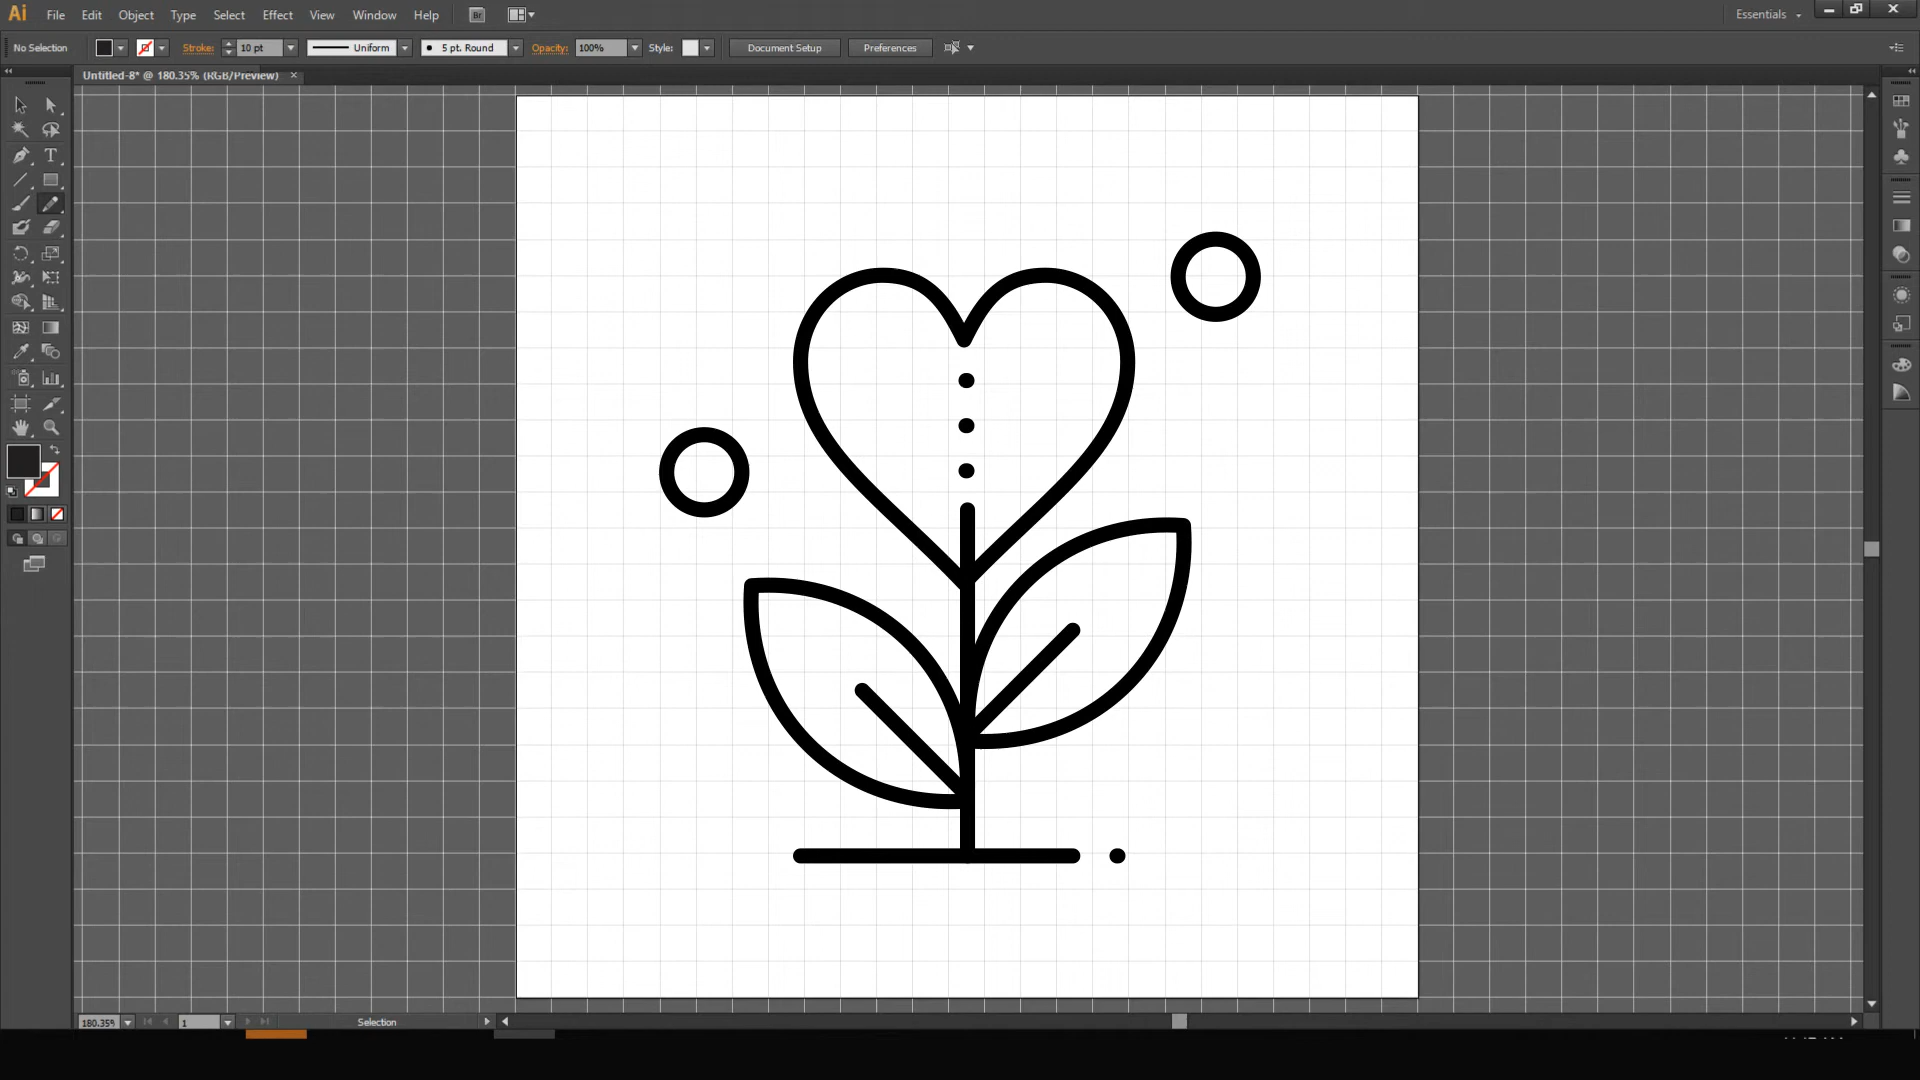 Ai File Edit Object Type Select Effect View Window Help Br Essentials
No Selection Stroke: 10 pt Uniform 5 pt. Round Opacity: 100% Style: Document Setup Preferences
Untitled-8* @ 180.35% (RGB/Preview) ×
T
180.35% 1 Selection